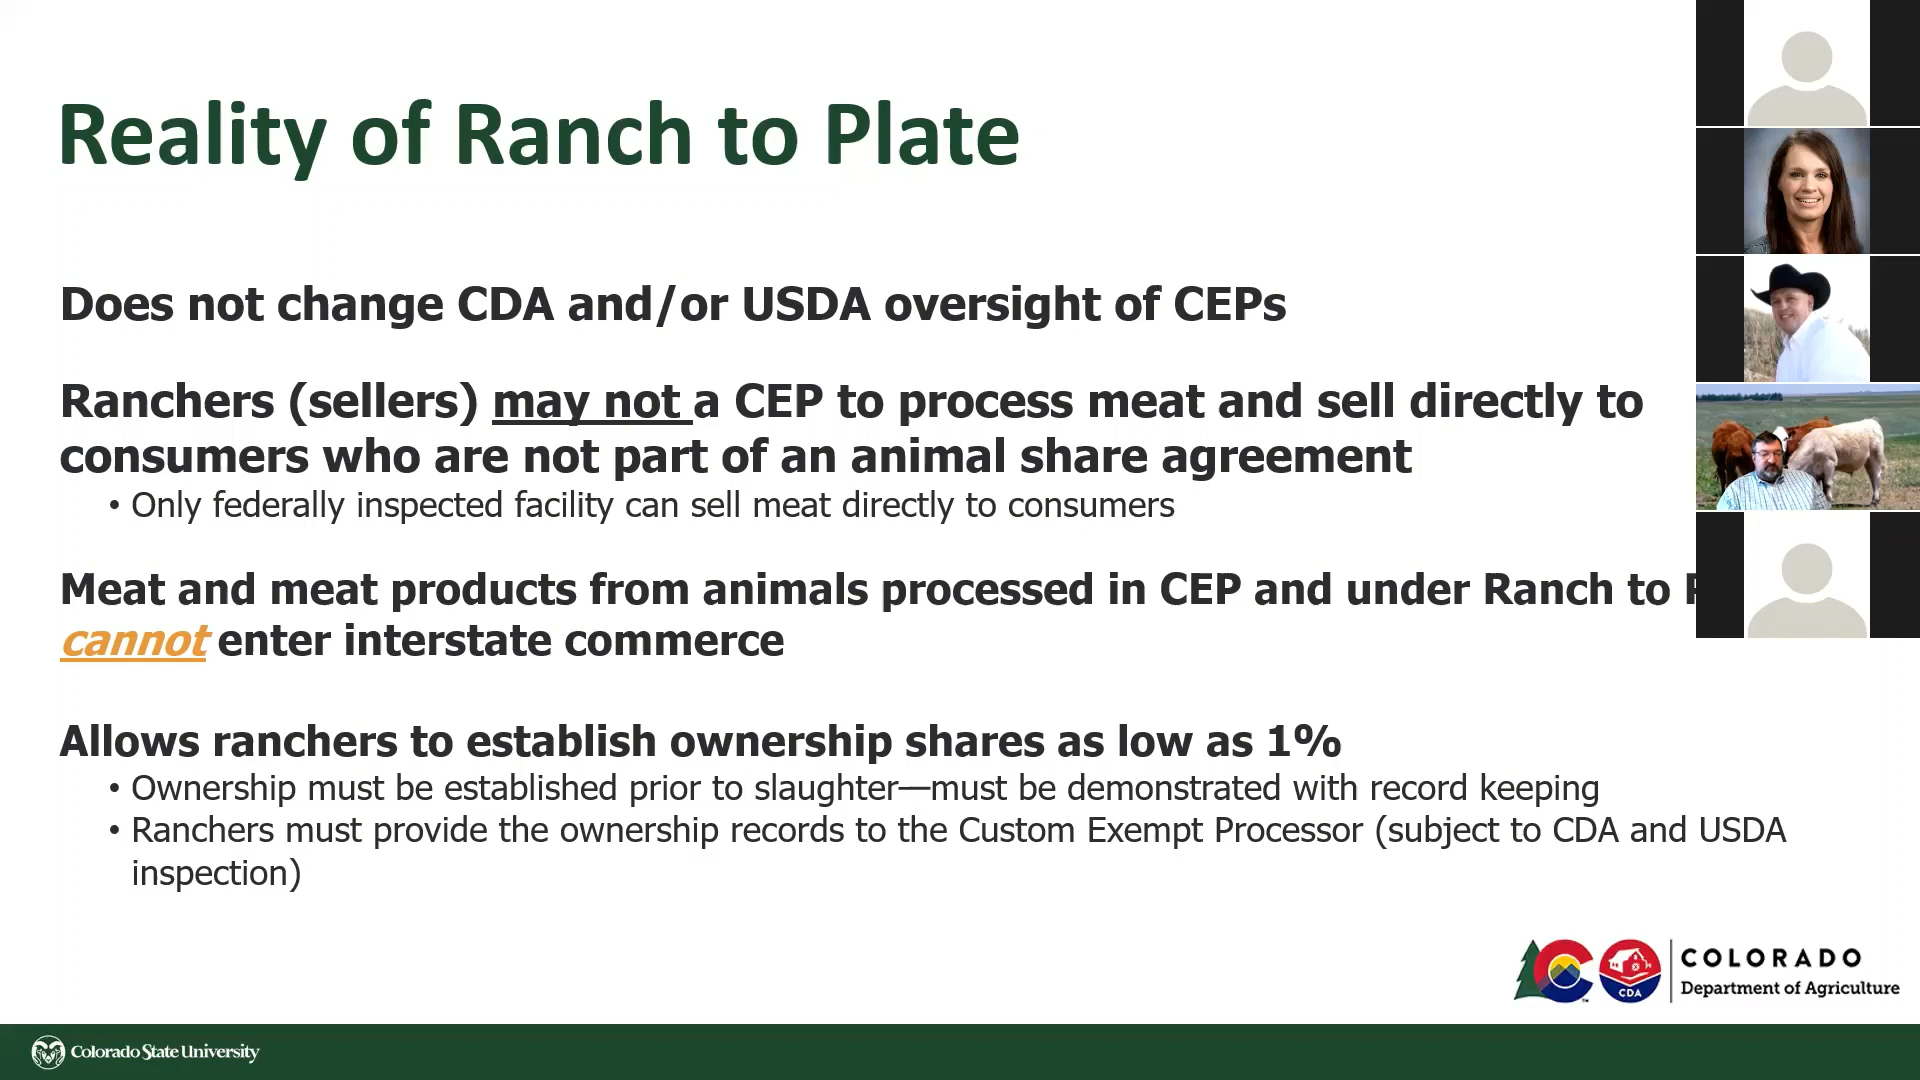 Reality of Ranch to Plate
Does not change CDA and/or USDA oversight of CEPs
Ranchers (sellers) may not a CEP to process meat and sell directly to
consumers who are not part of an animal share agreement
• Only federally inspected facility can sell meat directly to consumers
Meat and meat products from animals processed in CEP and under Ranch to
cannot enter interstate commerce
Allows ranchers to establish ownership shares as low as 1%
• Ownership must be established prior to slaughter—must be demonstrated with record keeping
• Ranchers must provide the ownership records to the Custom Exempt Processor (subject to CDA and USDA
inspection)
CDA
COLORADO
Department of Agriculture
Colorado State University